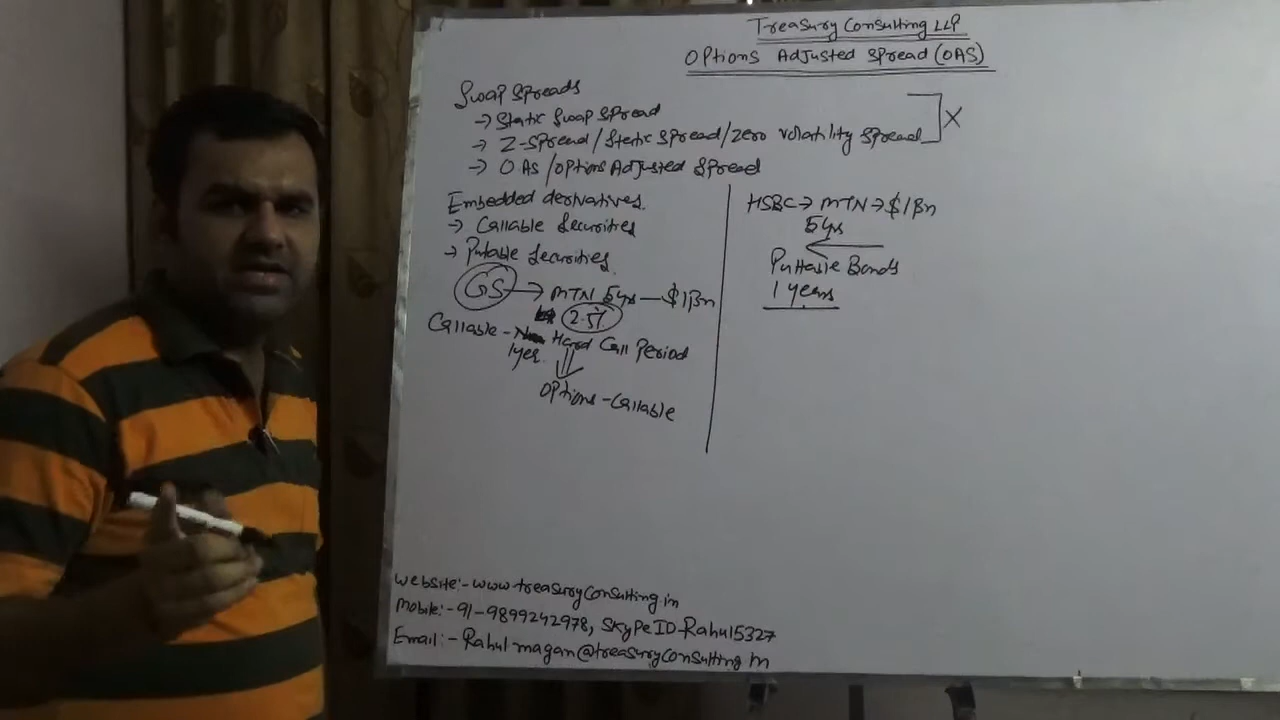 Treasury Consulting LLP
Options Adjusted Spread (OAS)
Swap Spreads
→ Static Swap Spread
→ Z-Spread/Static Spread/Zero Volatility Spread
X
→ OAS/Options Adjusted Spread
Embedded derivatives.
→ Callable Securities
→ Putable Securities
GS → MTN 5yrs — $1Bn
2.5%
Callable - Hard Call Period
1yer
Options - Callable
HSBC → MTN → $1Bn
5yrs
Puttable Bonds
1 years
Website:- www.treasuryconsulting.in
Mobile:- 91-9899242978, Skype ID-Rahul5327
Email:- Rahul.magan@treasuryconsulting.in